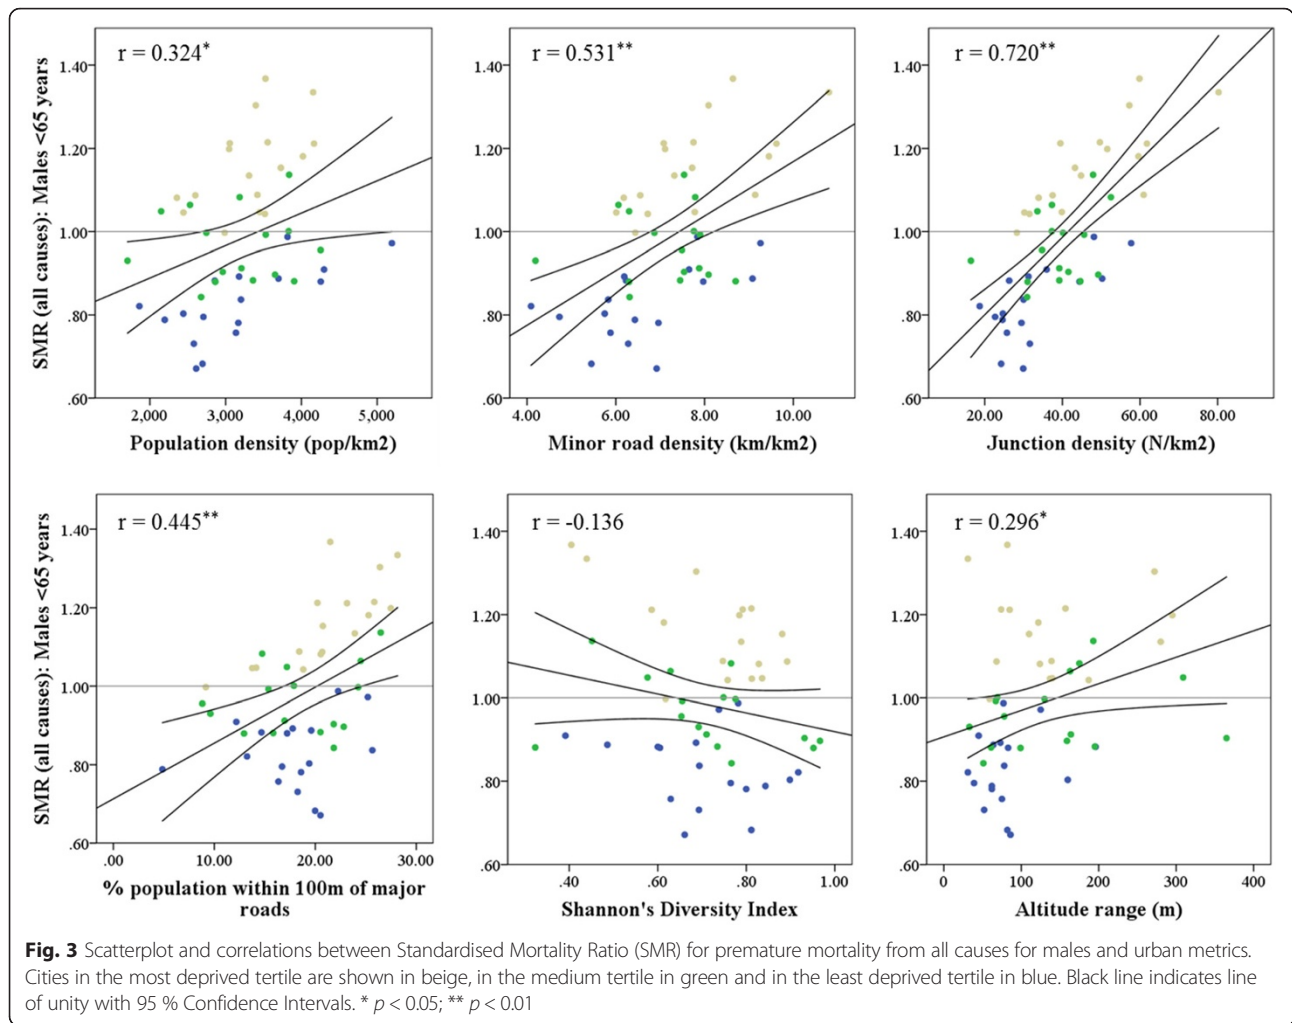 SMR (all causes): Males <65 years
r = 0.324*
1.40
1.20
1.00
.80
.60
2,000 3,000 4,000 5,000
Population density (pop/km2)
r = 0.531**
1.40
1.20
1.00
.80
.60
4.00 6.00 8.00 10.00
Minor road density (km/km2)
r = 0.720**
1.40
1.20
1.00
.80
.60
20.00 40.00 60.00 80.00
Junction density (N/km2)
SMR (all causes): Males <65 years
r = 0.445**
1.40
1.20
1.00
.80
.60
.00 10.00 20.00 30.00
% population within 100m of major
roads
r = -0.136
1.40
1.20
1.00
.80
.60
.40 .60 .80 1.00
Shannon's Diversity Index
r = 0.296*
1.40
1.20
1.00
.80
.60
0 100 200 300 400
Altitude range (m)
Fig. 3 Scatterplot and correlations between Standardised Mortality Ratio (SMR) for premature mortality from all causes for males and urban metrics.
Cities in the most deprived tertile are shown in beige, in the medium tertile in green and in the least deprived tertile in blue. Black line indicates line
of unity with 95 % Confidence Intervals. * p < 0.05; ** p < 0.01